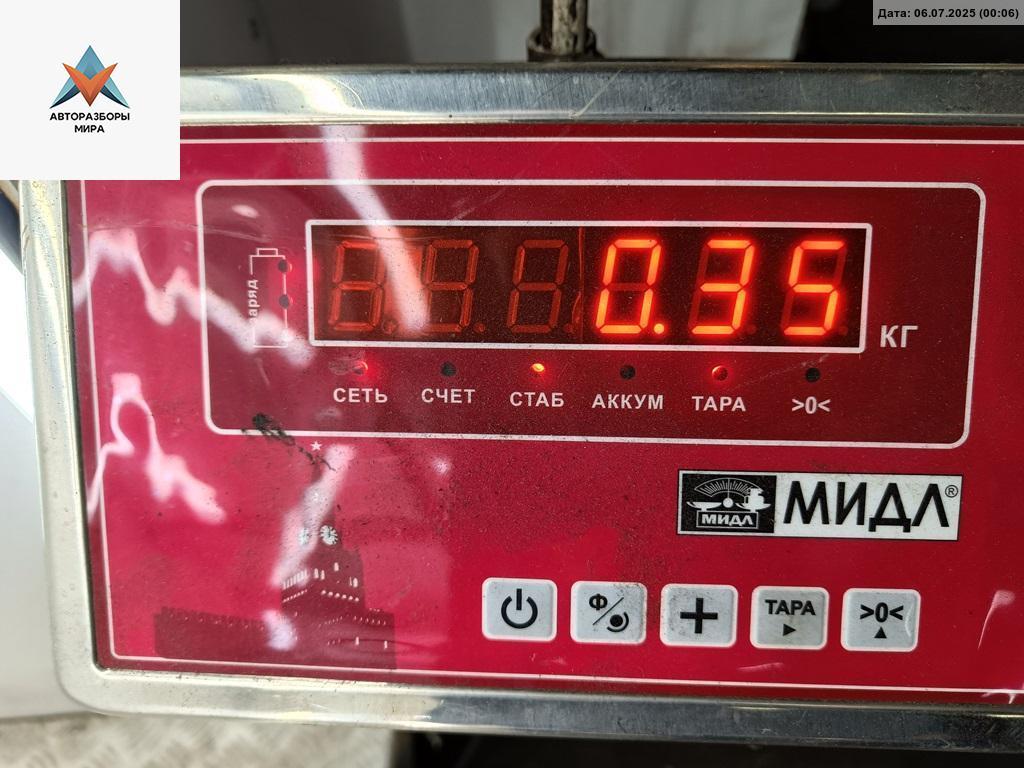 Дата: 06.07.2025 (00:06)
АВТОРАЗБОРЫ
МИРА
0.35
КГ
СЕТЬ СЧЕТ СТАБ АККУМ ТАРА >0<
МИДЛ МИДЛ®
Ф ТАРА >0<